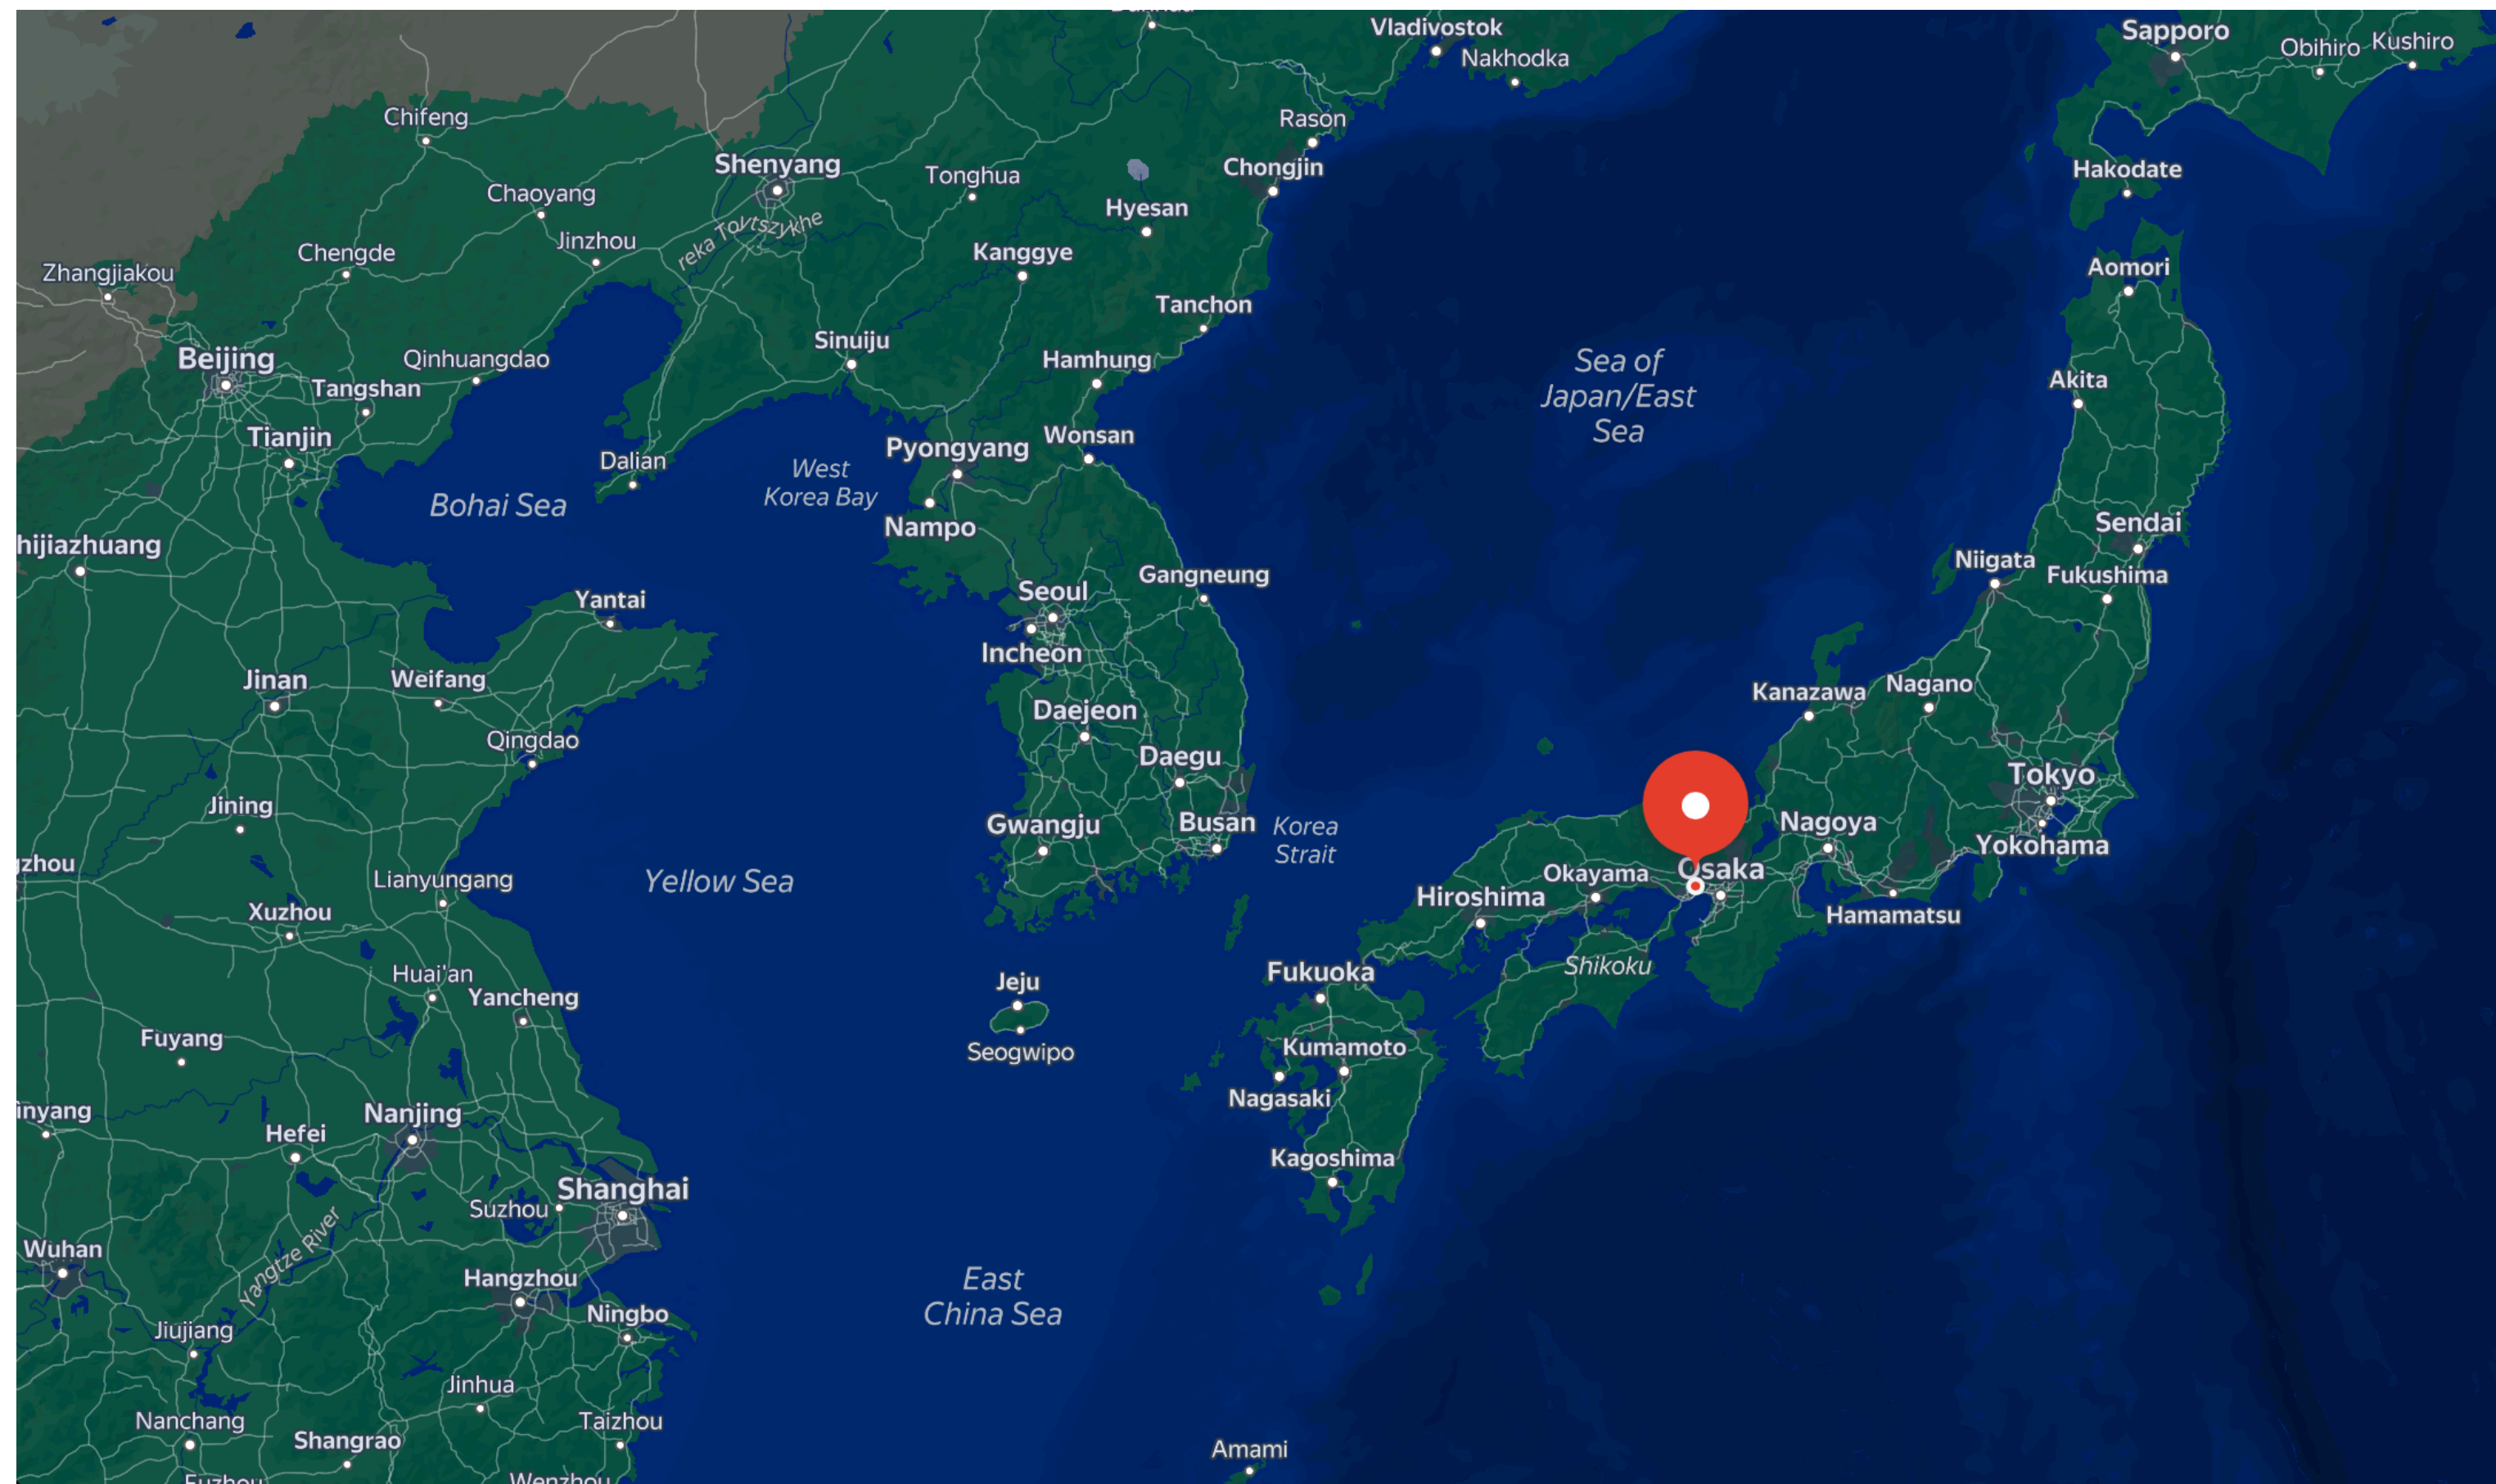 Vladivostok
Nakhodka
Sapporo
Obihiro
Kushiro
Chifeng
Rason
Shenyang
Tonghua
Chongjin
Hakodate
Chaoyang
Hyesan
reka Toytszykhe
Jinzhou
Chengde
Kanggye
Zhangjiakou
Aomori
Tanchon
Sinuiju
Beijing
Qinhuangdao
Hamhung
Sea of
Japan/East
Sea
Tangshan
Akita
Tianjin
Pyongyang
Wonsan
Dalian
West
Korea Bay
Bohai Sea
Nampo
Sendai
hijiazhuang
Niigata
Gangneung
Fukushima
Seoul
Yantai
Incheon
Jinan
Weifang
Kanazawa
Nagano
Daejeon
Qingdao
Daegu
Tokyo
Jining
Gwangju
Busan
Korea
Strait
Nagoya
Yokohama
gzhou
Osaka
Okayama
Lianyungang
Yellow Sea
Hiroshima
Hamamatsu
Xuzhou
Shikoku
Huai'an
Fukuoka
Jeju
Yancheng
Fuyang
Seogwipo
Kumamoto
Nagasaki
inyang
Nanjing
Hefei
Kagoshima
Shanghai
Suzhou
Yangtze River
Wuhan
Hangzhou
East
China Sea
Ningbo
Jiujiang
Jinhua
Nanchang
Taizhou
Shangrao
Amami
Fuzhou
Wenzhou